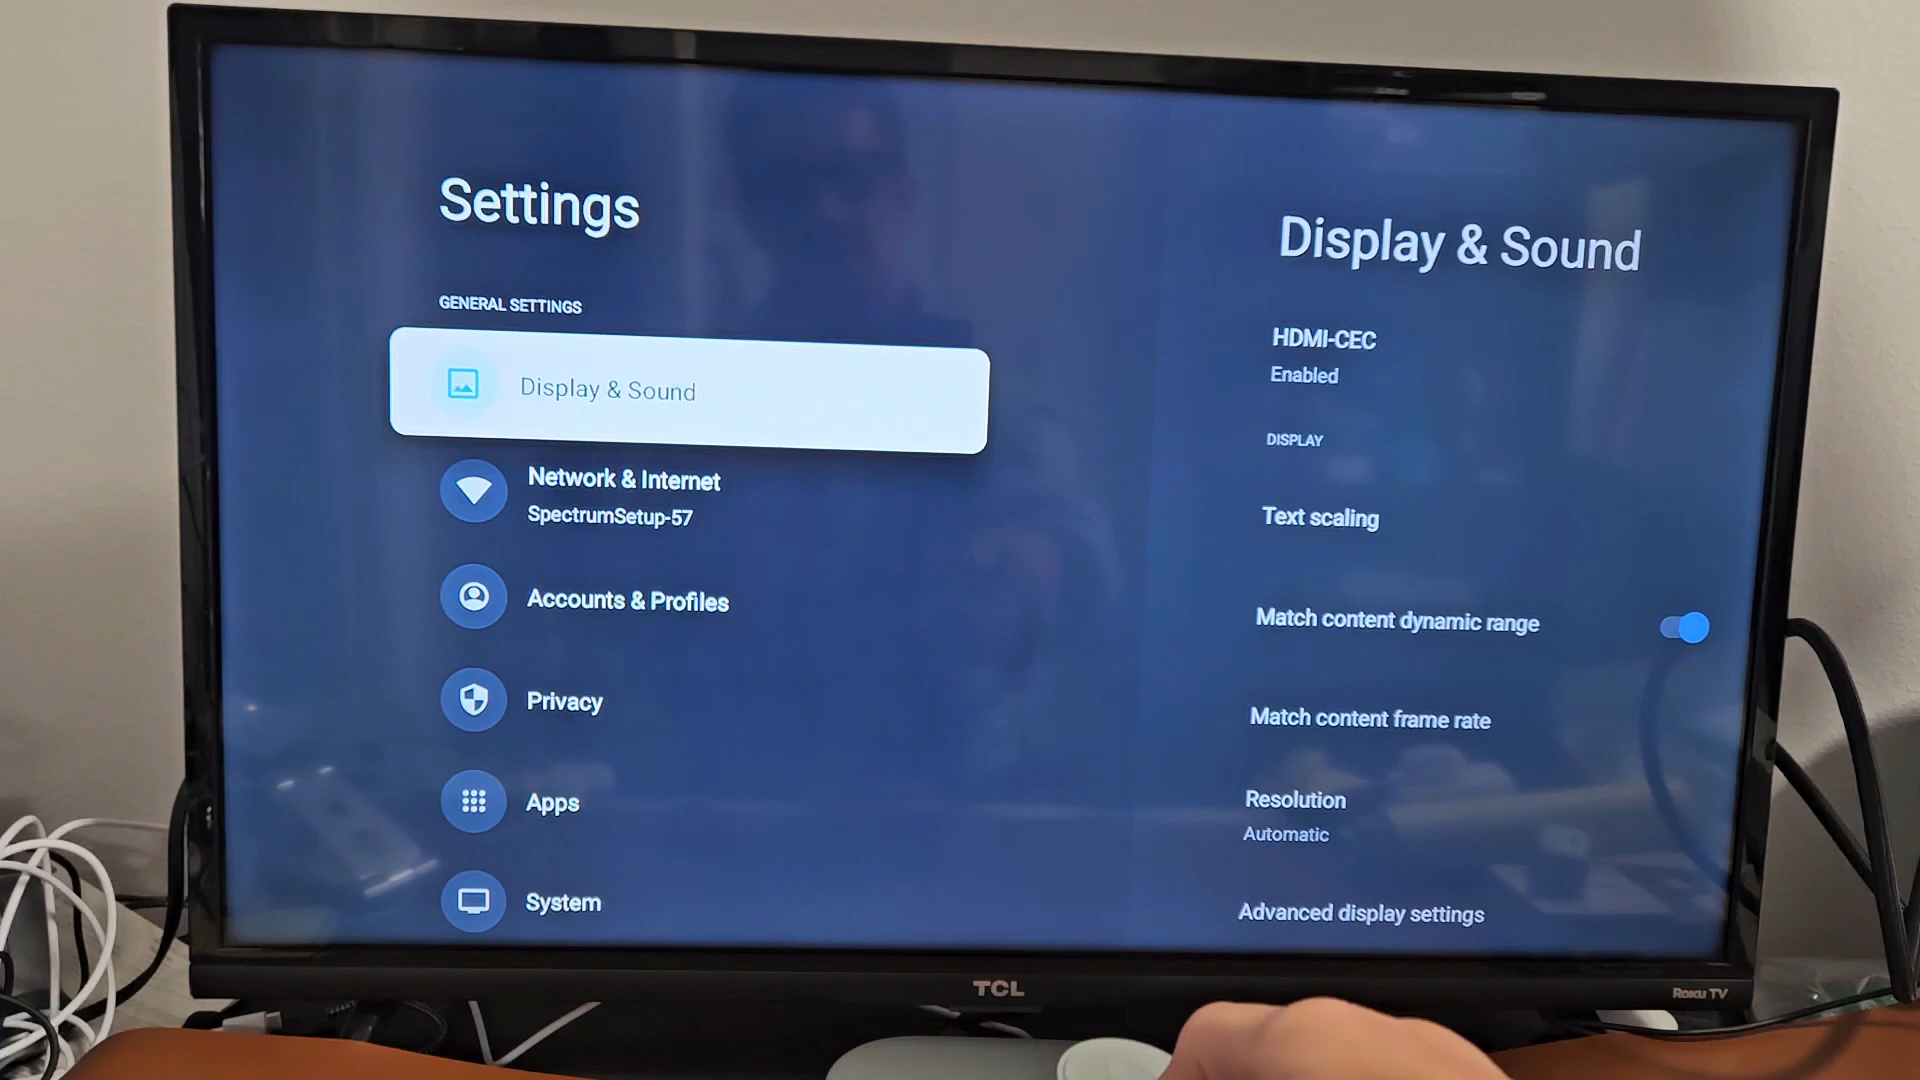 Settings
GENERAL SETTINGS
Display & Sound
Network & Internet
SpectrumSetup-57
Accounts & Profiles
Privacy
Apps
System
Display & Sound
HDMI-CEC
Enabled
DISPLAY
Text scaling
Match content dynamic range
Match content frame rate
Resolution
Automatic
Advanced display settings
TCL
Roku TV